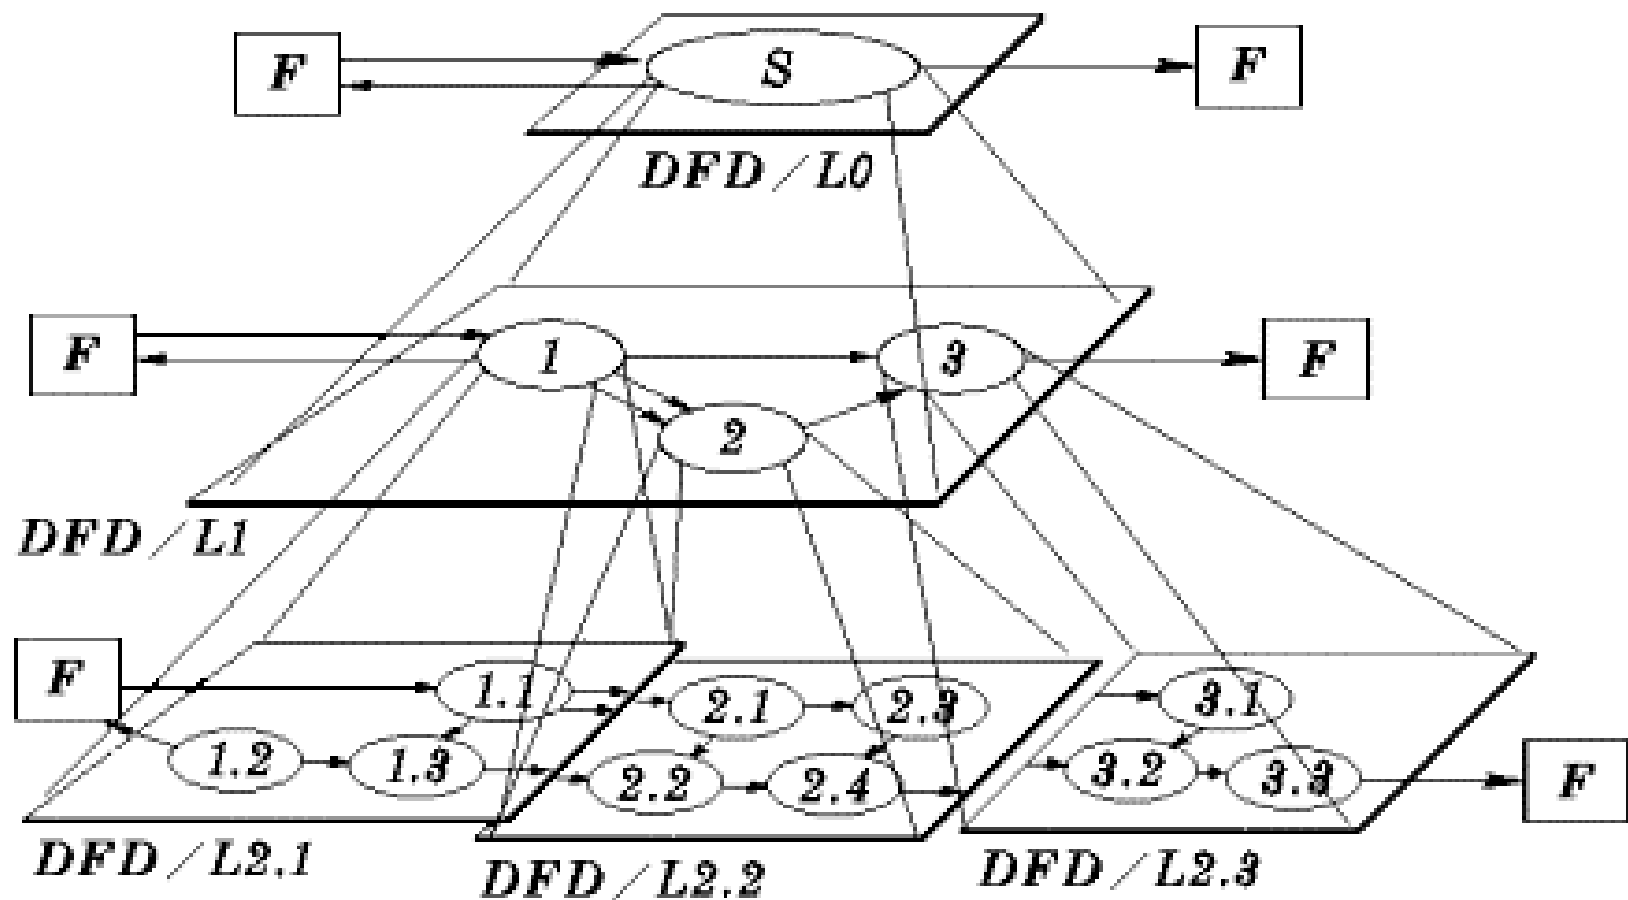 F
S
F
DFD/L0
F
1
3
F
2
DFD/L1
F
1.1
2.1
2.3
3.1
1.2
1.3
2.2
2.4
3.2
3.3
F
DFD/L2.1
DFD/L2.2
DFD/L2.3